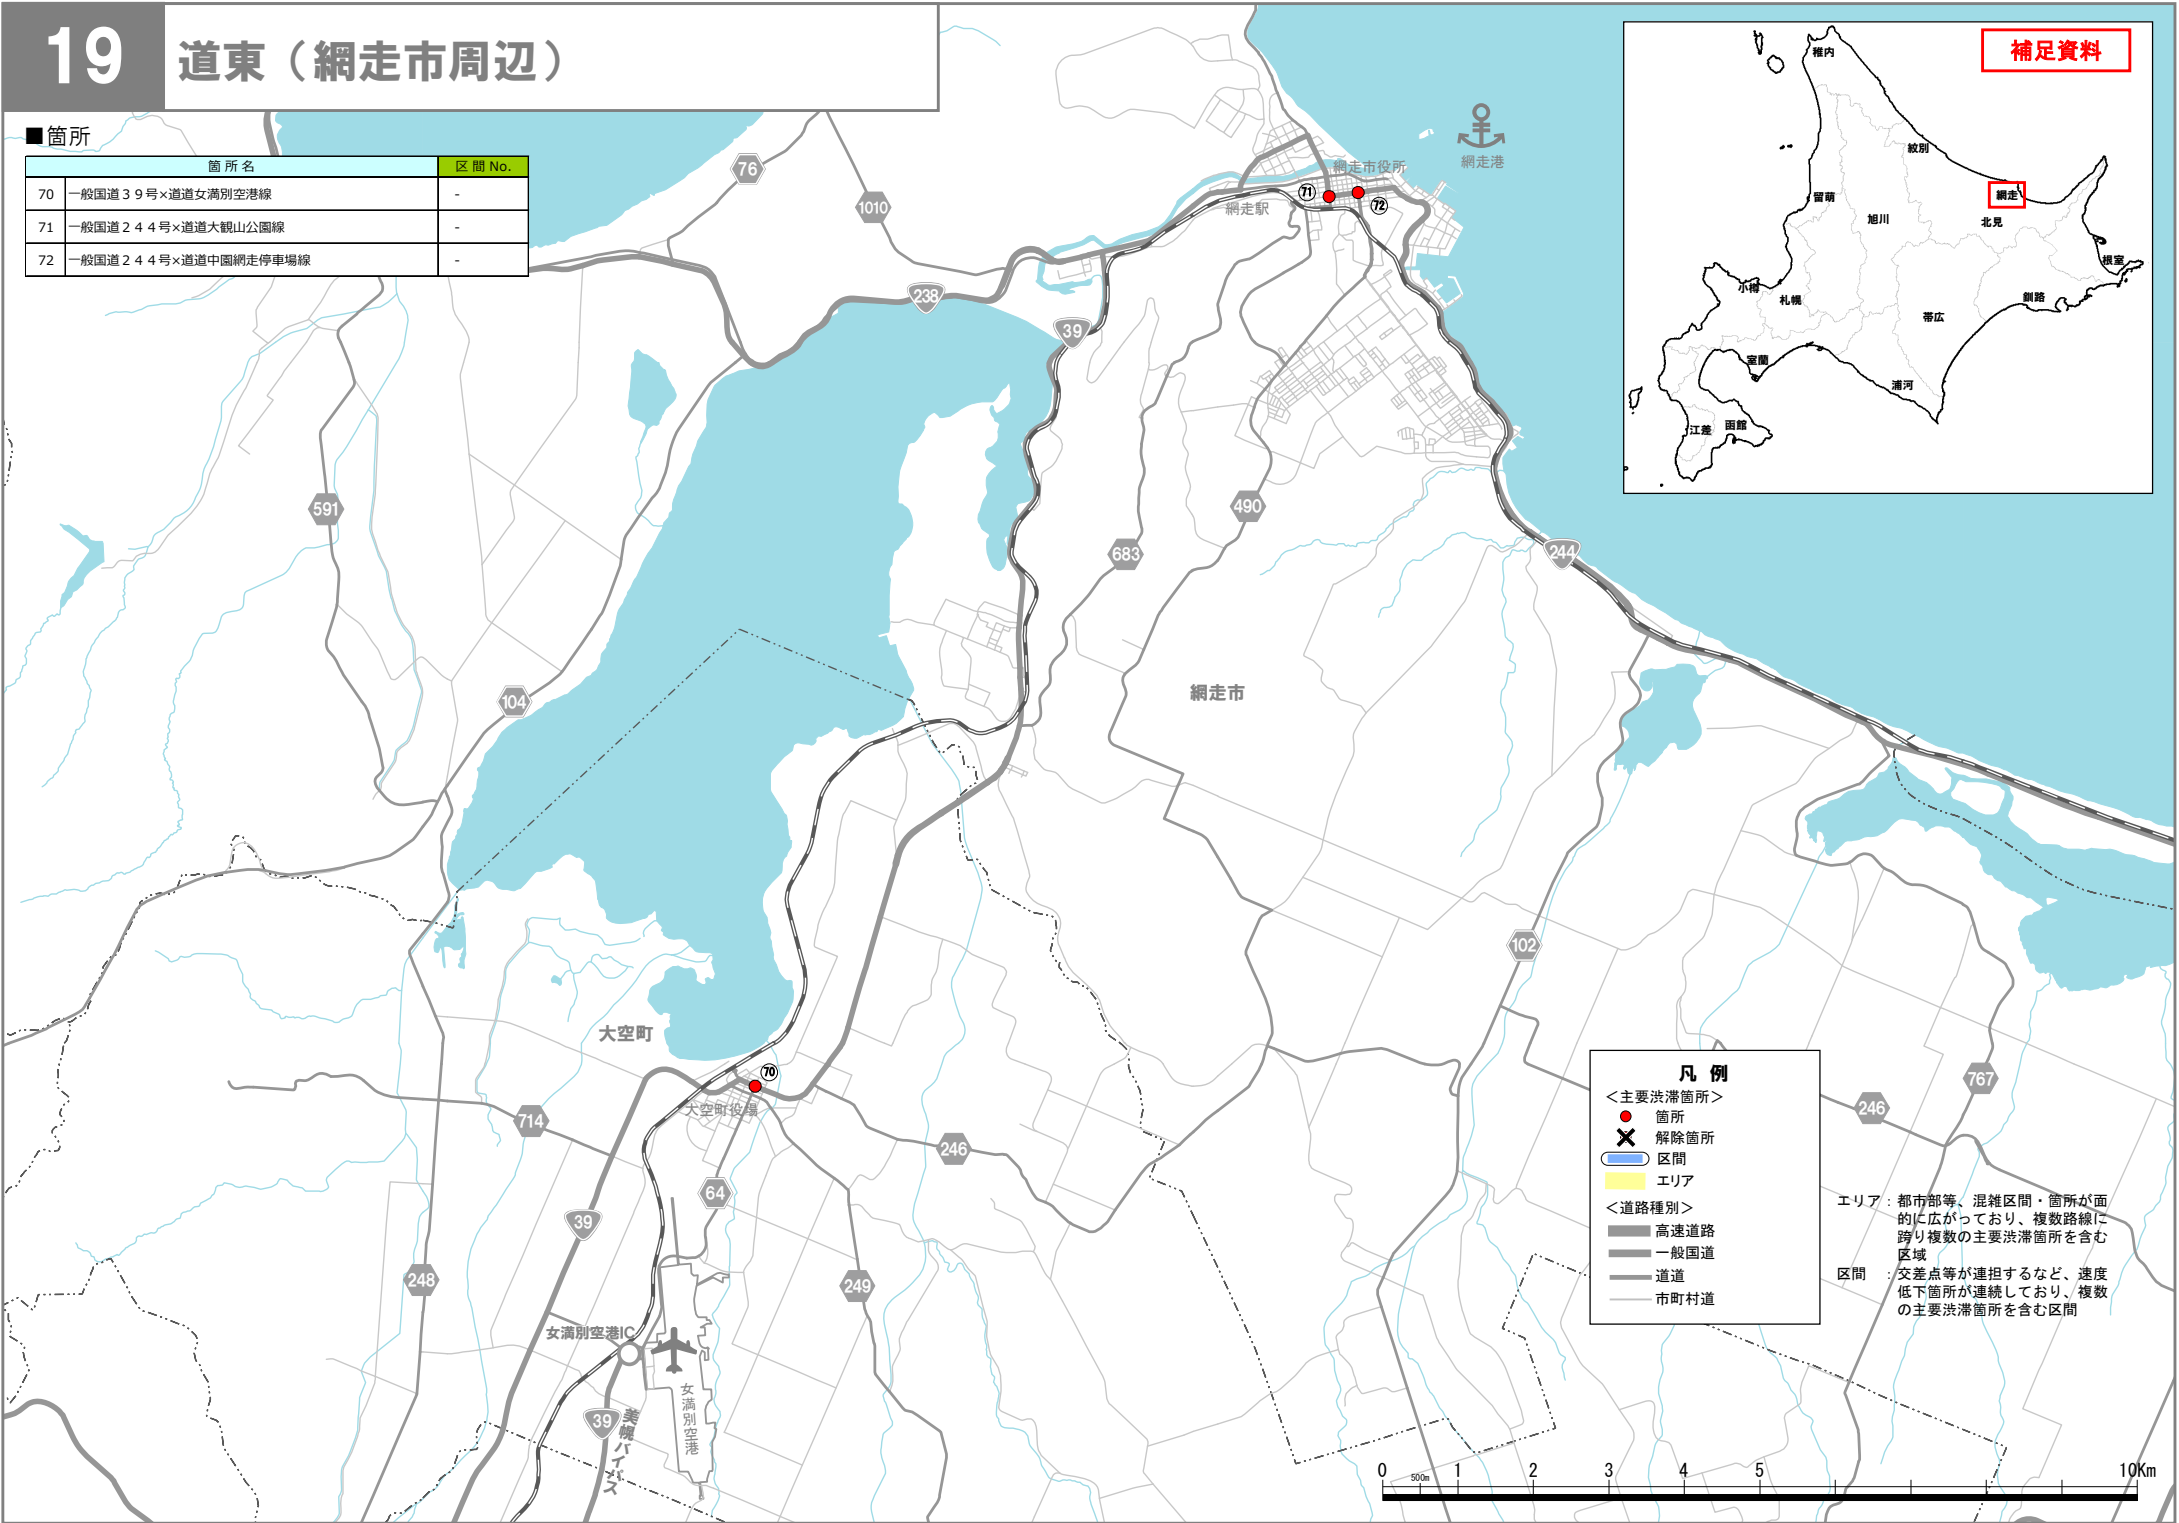 19
道東（網走市周辺）
補足資料
■箇所
箇所名 区間No.
70 一般国道３９号×道道女満別空港線 -
71 一般国道２４４号×道道大観山公園線 -
72 一般国道２４４号×道道中園網走停車場線 -
稚内
紋別
網走
留萌
旭川
北見
根室
小樽
札幌
釧路
帯広
室蘭
浦河
江差
函館
76
1010
網走港
網走市役所
71
72
網走駅
238
39
591
490
683
244
104
網走市
102
大空町
70
大空町役場
714
246
64
39
248
249
女満別空港IC
女満別空港
39
美幌バイパス
767
246
凡例
＜主要渋滞箇所＞
箇所
解除箇所
区間
エリア
＜道路種別＞
高速道路
一般国道
道道
市町村道
エリア：都市部等、混雑区間・箇所が面
的に広がっており、複数路線に
跨り複数の主要渋滞箇所を含む
区域
区間　：交差点等が連担するなど、速度
低下箇所が連続しており、複数
の主要渋滞箇所を含む区間
0 500m 1 2 3 4 5 10Km